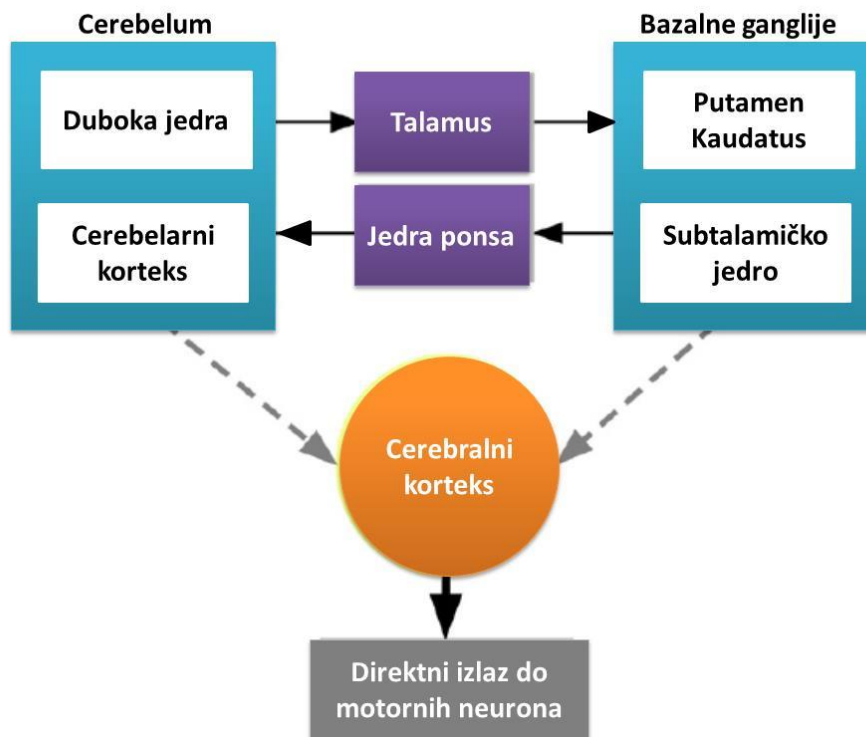 Cerebelum
Bazalne ganglije
Duboka jedra
Talamus
Putamen
Kaudatus
Cerebelarni
korteks
Jedra ponsa
Subtalamičko
jedro
Cerebralni
korteks
Direktni izlaz do
motornih neurona